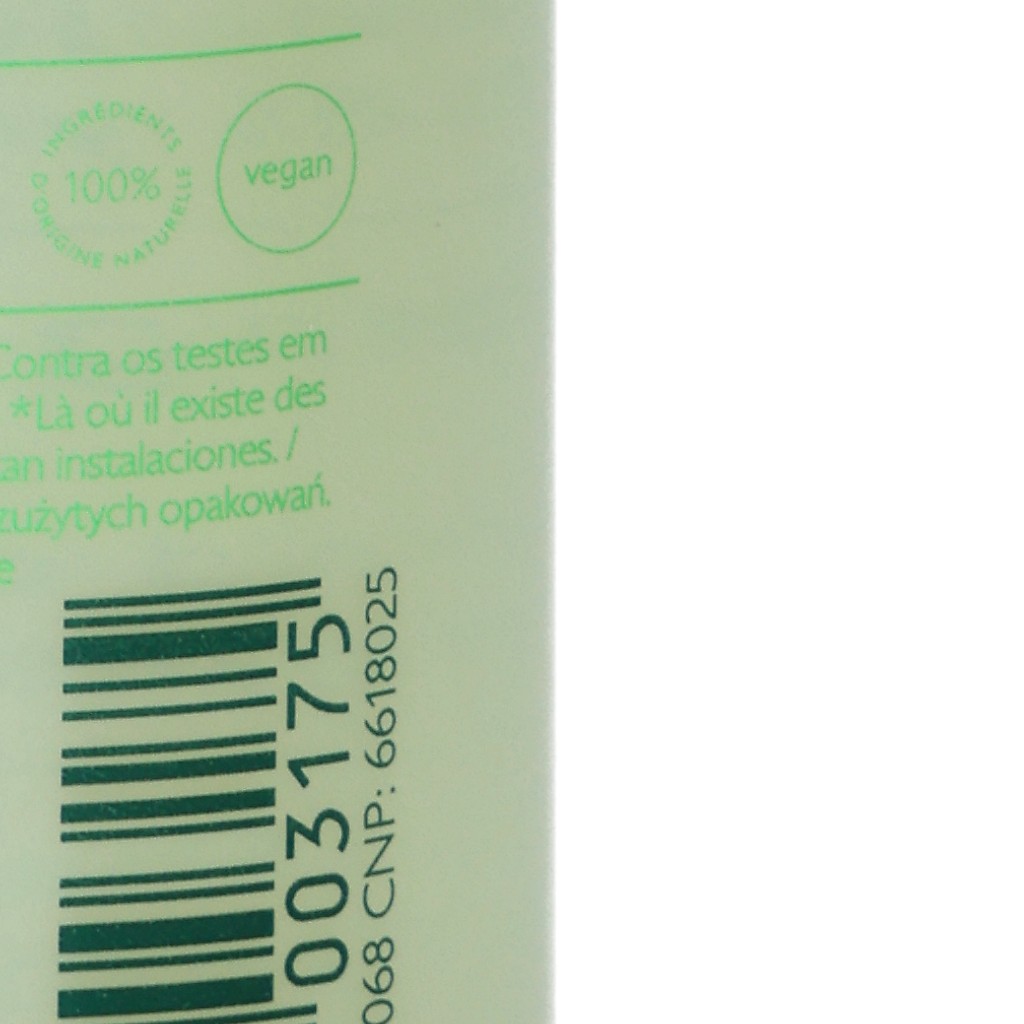 INGRÉDIENTS D'ORIGINE NATURELLE
100%
vegan
Contra os testes em
*Là où il existe des
instalaciones. /
zużytych opakowań.
003175
068 CNP: 6618025